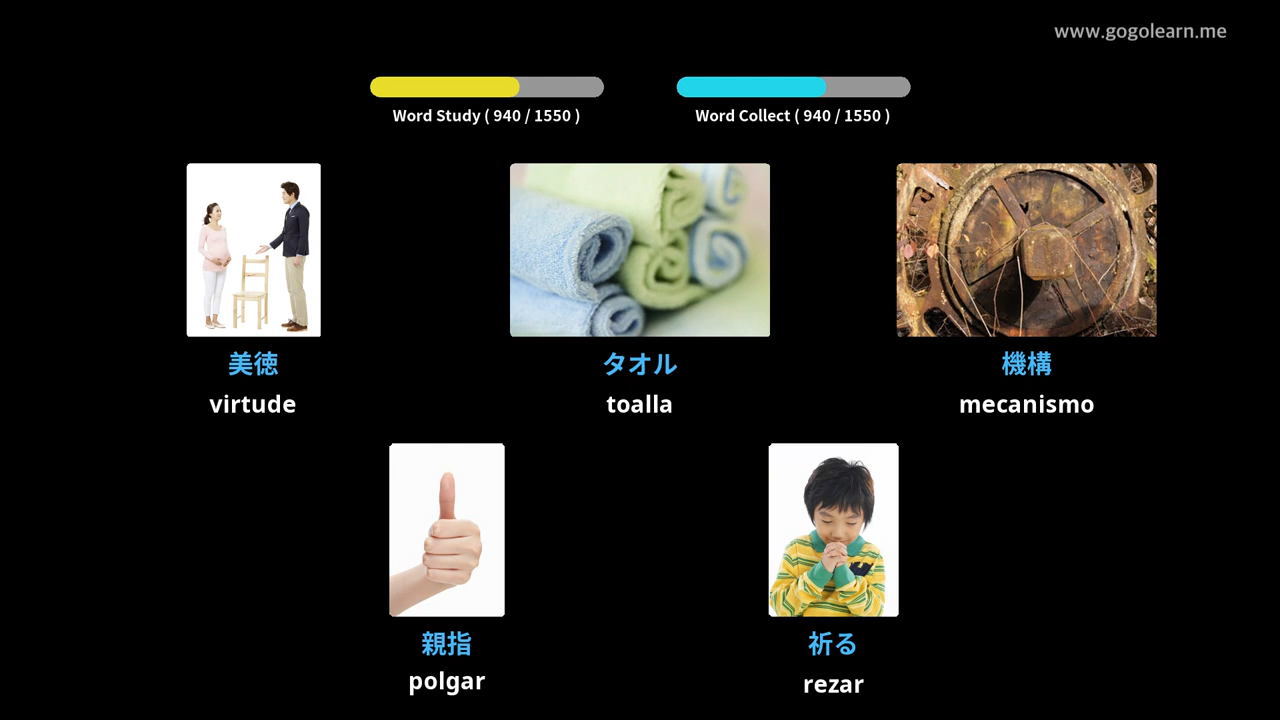 www.gogolearn.me
Word Study ( 940 / 1550 )
Word Collect ( 940 / 1550 )
美徳
virtude
タオル
toalla
機構
mecanismo
親指
polgar
祈る
rezar